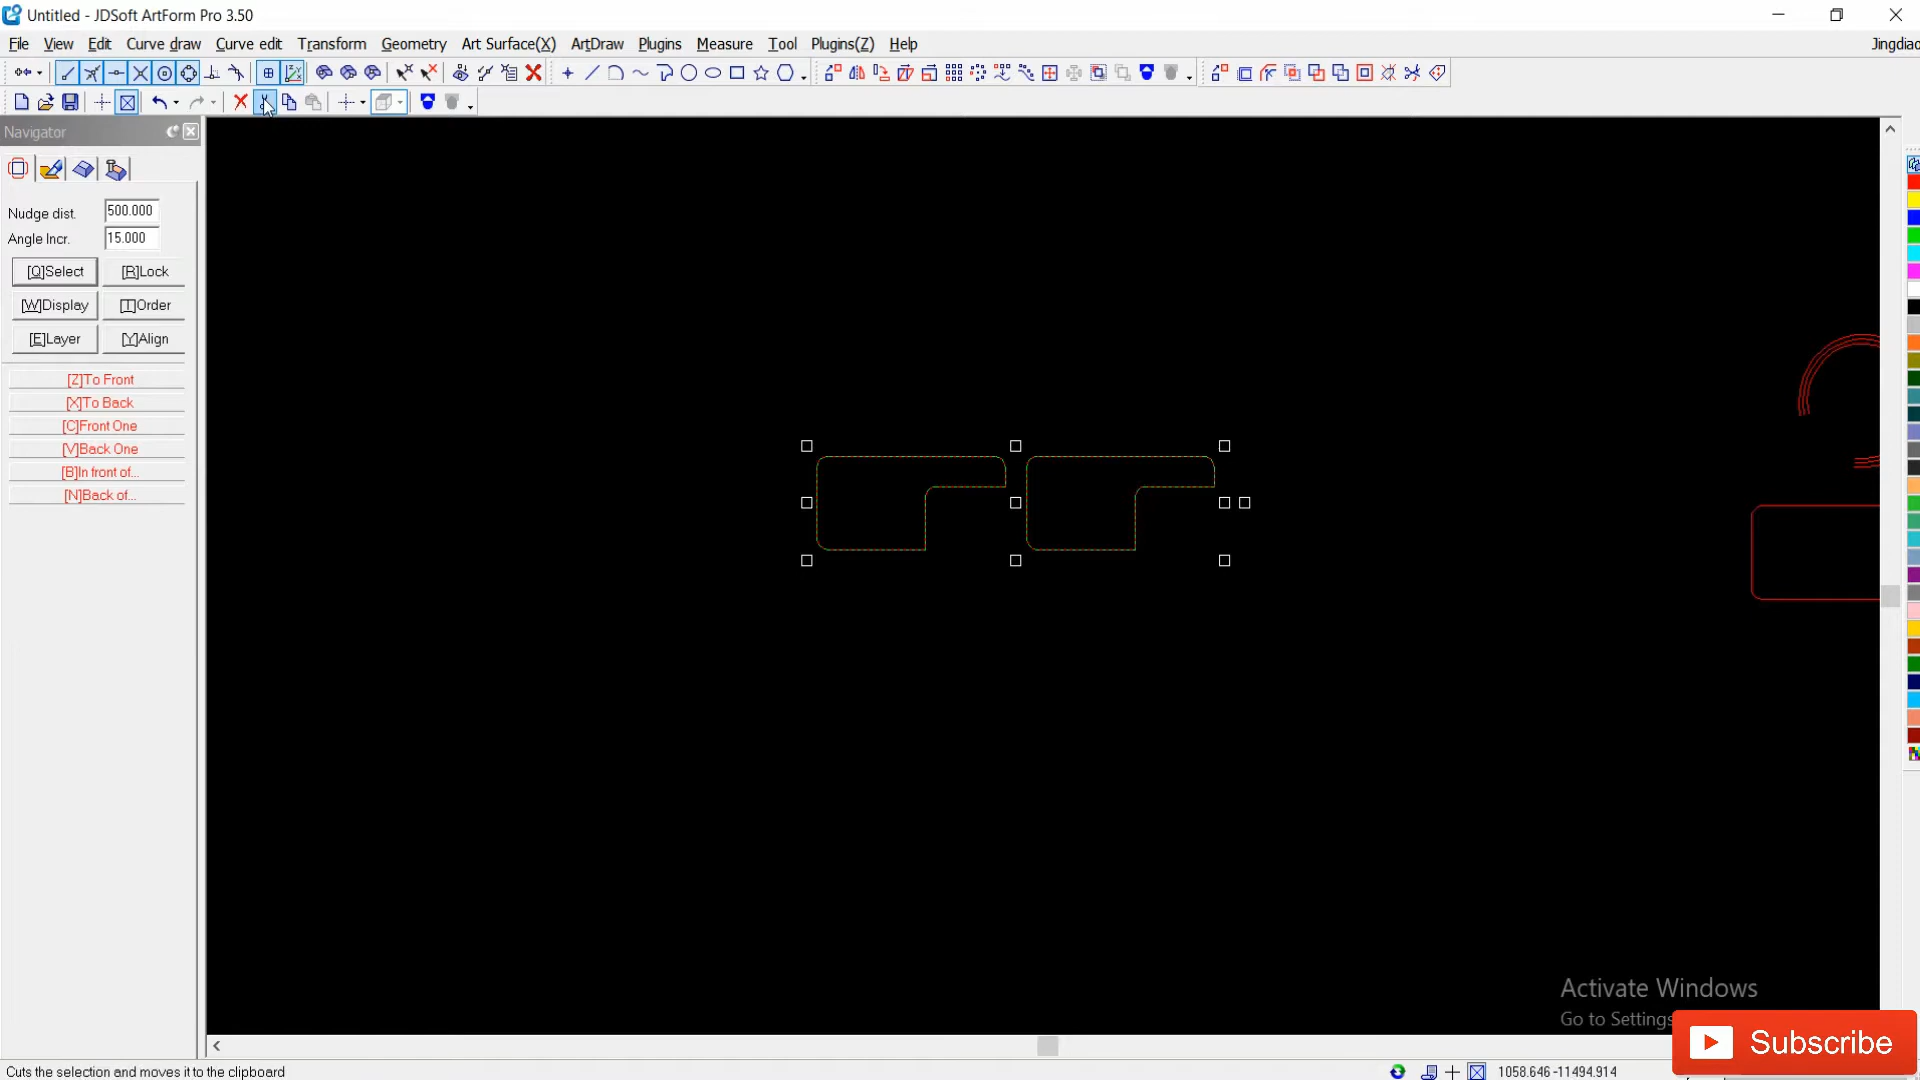 Untitled - JDSoft ArtForm Pro 3.50
File View Edit Curve draw Curve edit Transform Geometry Art Surface(X) ArtDraw Plugins Measure Tool Plugins(Z) Help Jingdiao
Navigator
Nudge dist. 500.000
Angle Incr. 15.000
[Q]Select [R]Lock
[W]Display [T]Order
[E]Layer [Y]Align
[Z]To Front
[X]To Back
[C]Front One
[V]Back One
[B]In front of...
[N]Back of...
Activate Windows
Go to Settings
Subscribe
Cuts the selection and moves it to the clipboard 1058.646 -11494.914